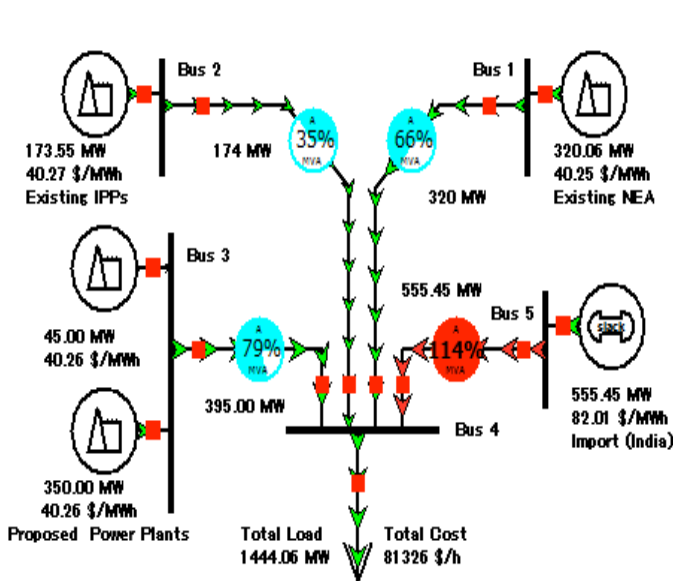 Bus 2
Bus 1
A
35%
MVA
A
66%
MVA
173.55 MW
40.27 $/MWh
Existing IPPs
174 MW
320.06 MW
40.25 $/MWh
Existing NEA
320 MW
Bus 3
555.45 MW
Bus 5
slack
45.00 MW
40.26 $/MWh
A
79%
MVA
A
114%
MVA
395.00 MW
555.45 MW
82.01 $/MWh
Import (India)
Bus 4
350.00 MW
40.26 $/MWh
Proposed Power Plants
Total Load
1444.06 MW
Total Cost
81326 $/h